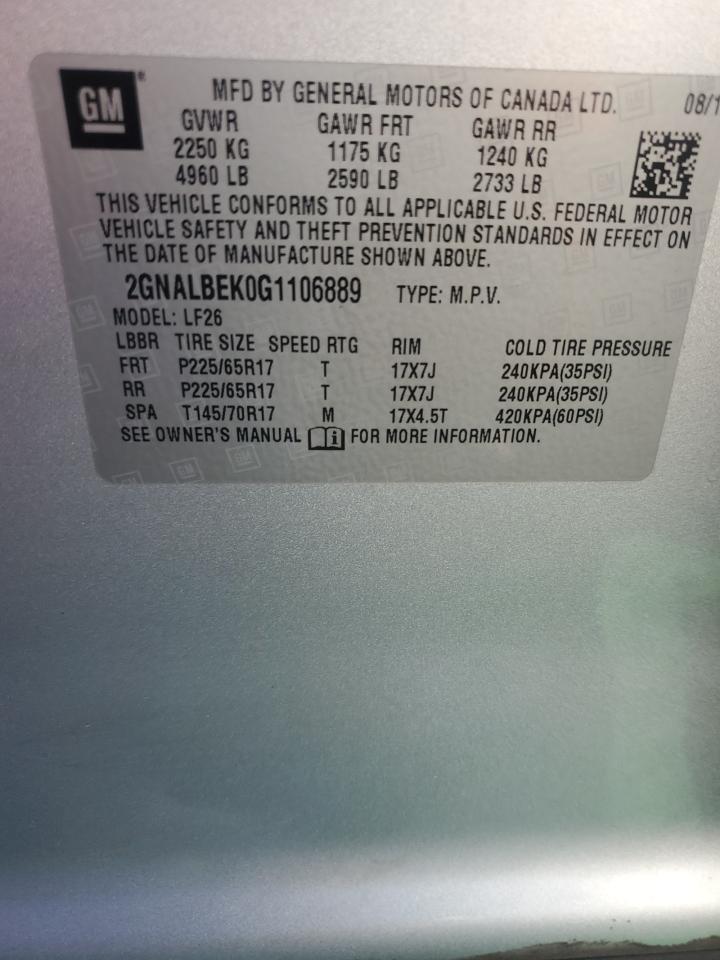 GM
MFD BY GENERAL MOTORS OF CANADA LTD. 08/1
GVWR GAWR FRT GAWR RR
2250 KG 1175 KG 1240 KG
4960 LB 2590 LB 2733 LB
THIS VEHICLE CONFORMS TO ALL APPLICABLE U.S. FEDERAL MOTOR
VEHICLE SAFETY AND THEFT PREVENTION STANDARDS IN EFFECT ON
THE DATE OF MANUFACTURE SHOWN ABOVE.
2GNALBEK0G1106889 TYPE: M.P.V.
MODEL: LF26
LBBR TIRE SIZE SPEED RTG RIM COLD TIRE PRESSURE
FRT P225/65R17 T 17X7J 240KPA(35PSI)
RR P225/65R17 T 17X7J 240KPA(35PSI)
SPA T145/70R17 M 17X4.5T 420KPA(60PSI)
SEE OWNER'S MANUAL i FOR MORE INFORMATION.